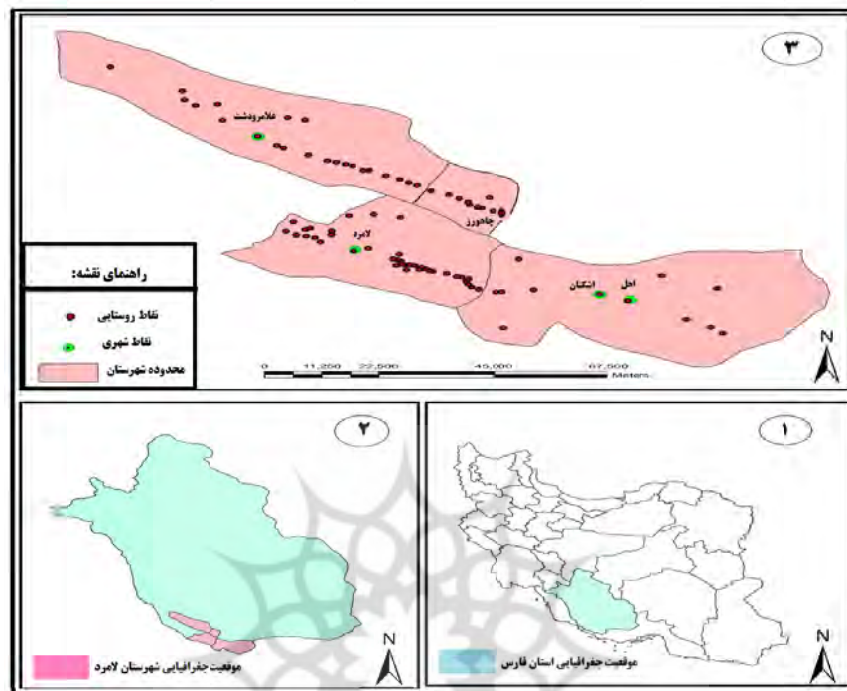 ۳
علامرودشت
چاهورز
لامرد
اشکنان
اهل
راهنمای نقشه:
نقاط روستایی
نقاط شهری
محدوده شهرستان
N
0 11,250 22,500 45,000 67,500
Meters
۲
N
موقعیت جغرافیایی شهرستان لامرد
۱
N
موقعیت جغرافیایی استان فارس